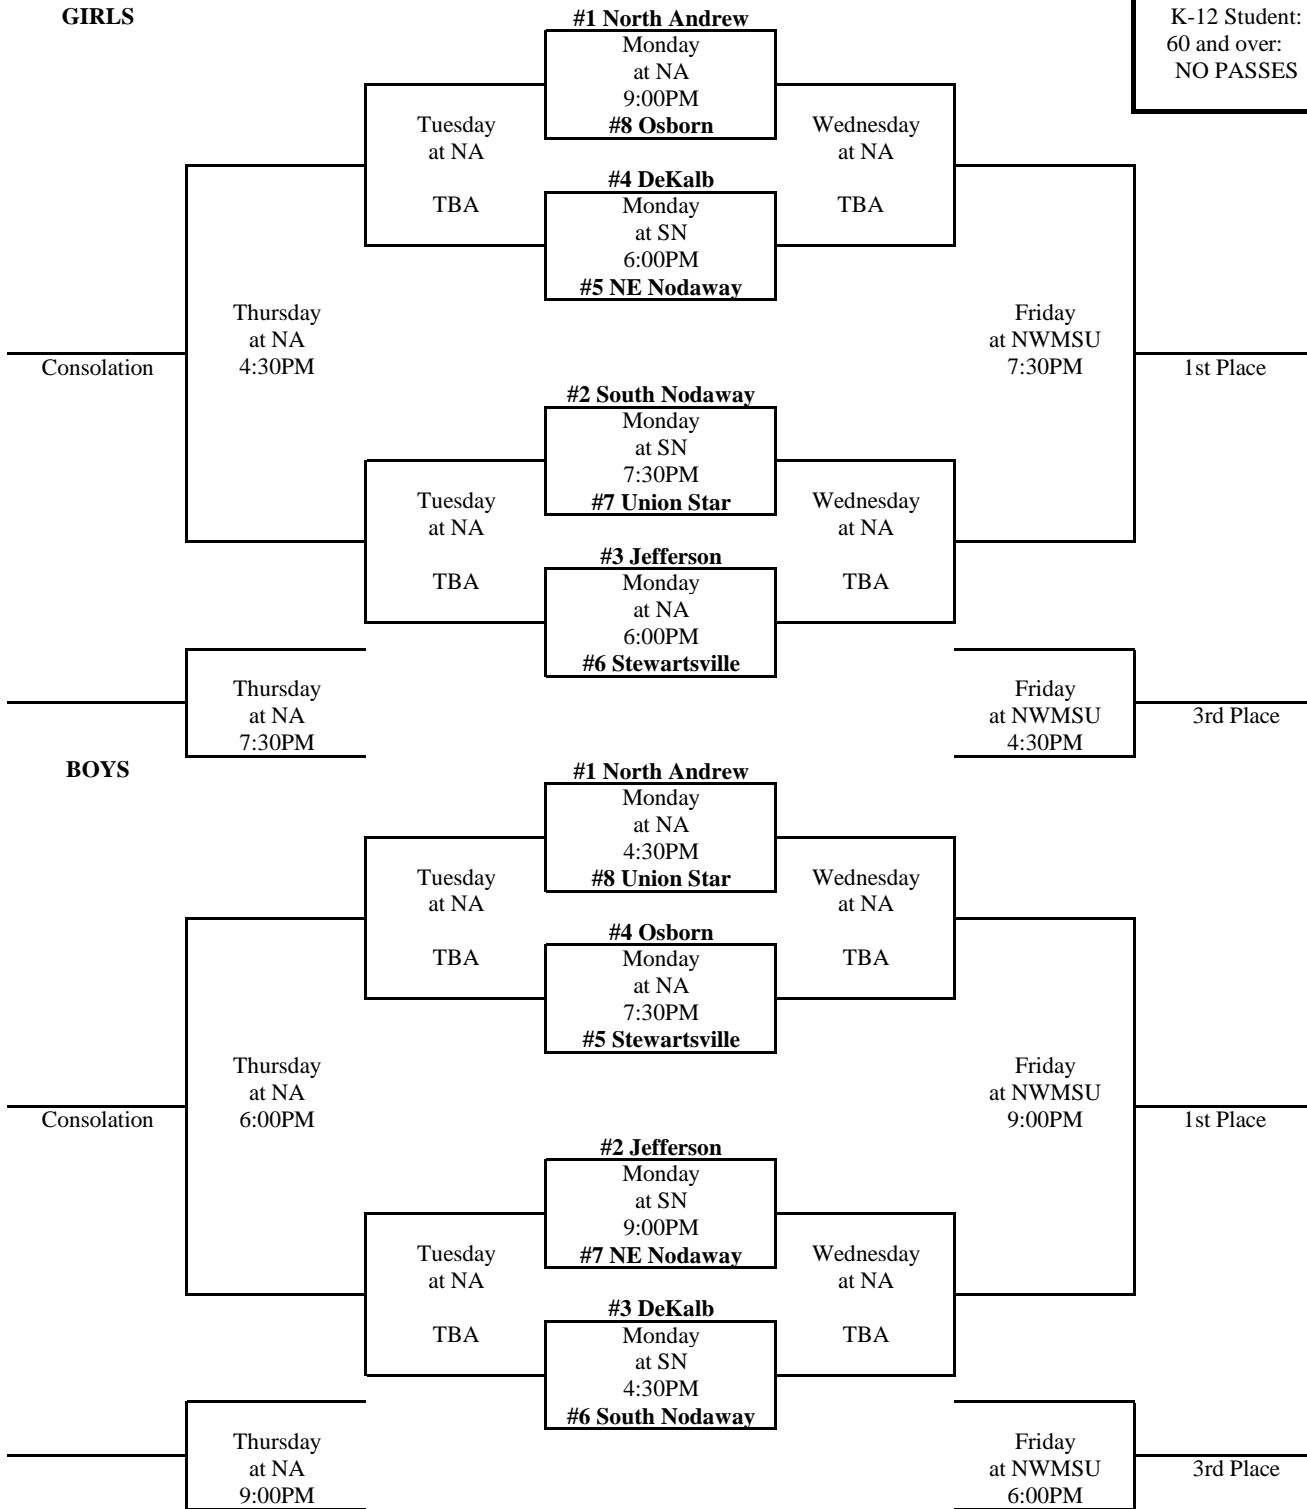 GIRLS
#1 North Andrew
K-12 Student:
60 and over:
NO PASSES
Monday
at NA
9:00PM
#8 Osborn
Tuesday
at NA
TBA
Wednesday
at NA
TBA
#4 DeKalb
Monday
at SN
6:00PM
#5 NE Nodaway
Thursday
at NA
4:30PM
Consolation
Friday
at NWMSU
7:30PM
1st Place
#2 South Nodaway
Monday
at SN
7:30PM
#7 Union Star
Tuesday
at NA
TBA
Wednesday
at NA
TBA
#3 Jefferson
Monday
at NA
6:00PM
#6 Stewartsville
Thursday
at NA
7:30PM
Friday
at NWMSU
4:30PM
3rd Place
BOYS
#1 North Andrew
Monday
at NA
4:30PM
#8 Union Star
Tuesday
at NA
TBA
Wednesday
at NA
TBA
#4 Osborn
Monday
at NA
7:30PM
#5 Stewartsville
Thursday
at NA
6:00PM
Consolation
Friday
at NWMSU
9:00PM
1st Place
#2 Jefferson
Monday
at SN
9:00PM
#7 NE Nodaway
Tuesday
at NA
TBA
Wednesday
at NA
TBA
#3 DeKalb
Monday
at SN
4:30PM
#6 South Nodaway
Thursday
at NA
9:00PM
Friday
at NWMSU
6:00PM
3rd Place